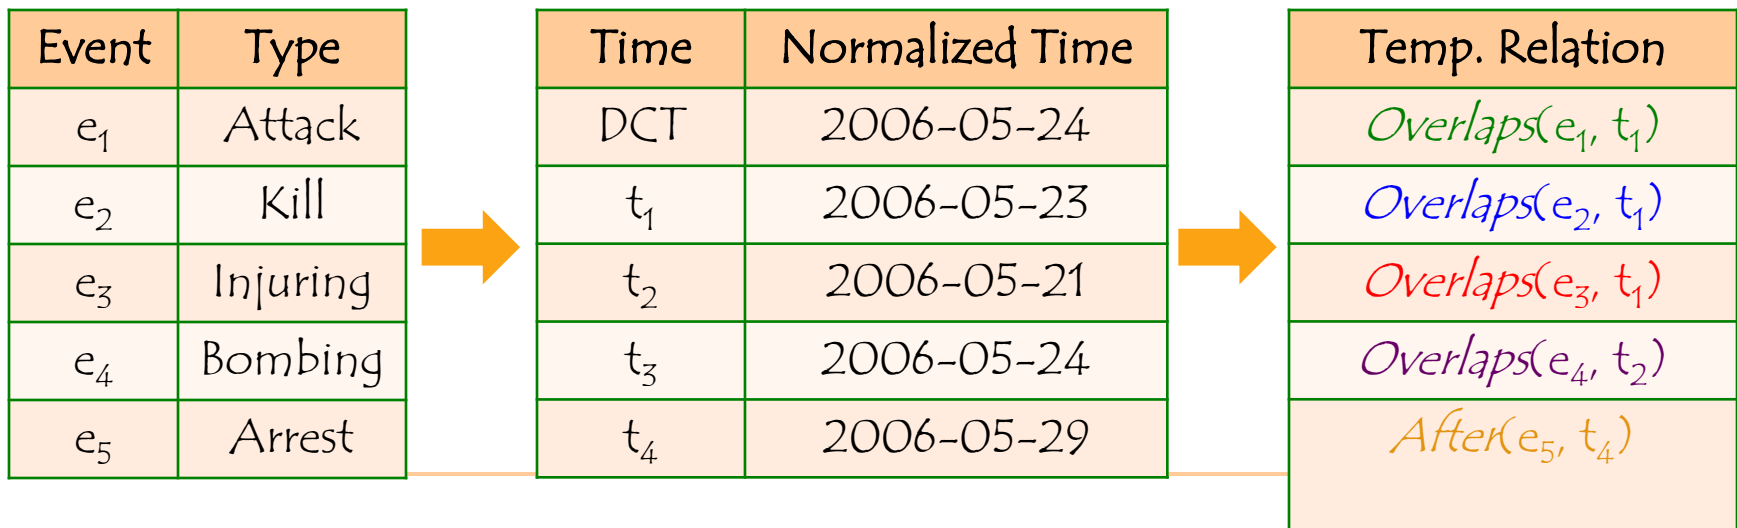 Event Type Time Normalized Time Temp. Relation
e₁ Attack DCT 2006-05-24 Overlaps(e₁, t₁)
e₂ Kill t₁ 2006-05-23 Overlaps(e₂, t₁)
e₃ Injuring t₂ 2006-05-21 Overlaps(e₃, t₁)
e₄ Bombing t₃ 2006-05-24 Overlaps(e₄, t₂)
e₅ Arrest t₄ 2006-05-29 After(e₅, t₄)